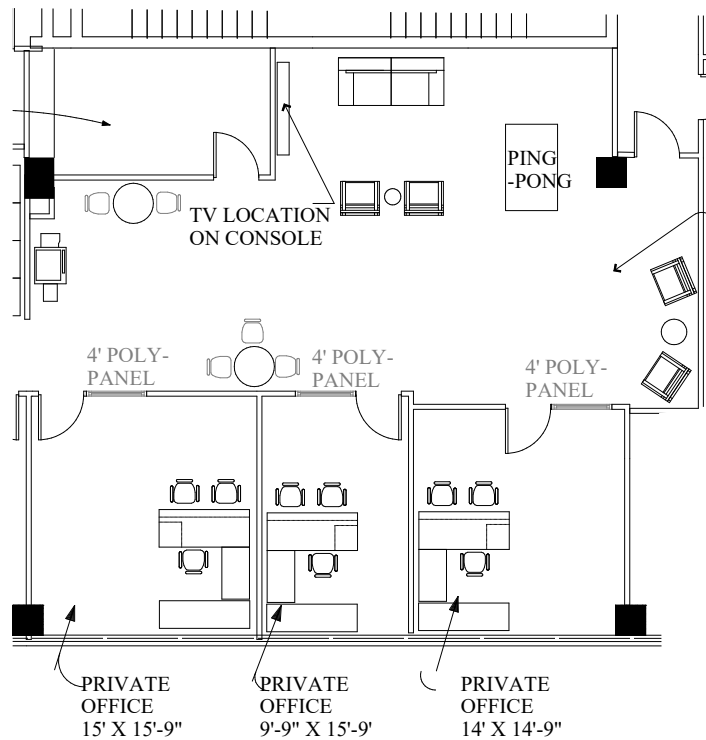 PING
-PONG
TV LOCATION
ON CONSOLE
4' POLY-
PANEL
4' POLY-
PANEL
4' POLY-
PANEL
PRIVATE
OFFICE
15' X 15'-9"
PRIVATE
OFFICE
9'-9" X 15'-9'
PRIVATE
OFFICE
14' X 14'-9"